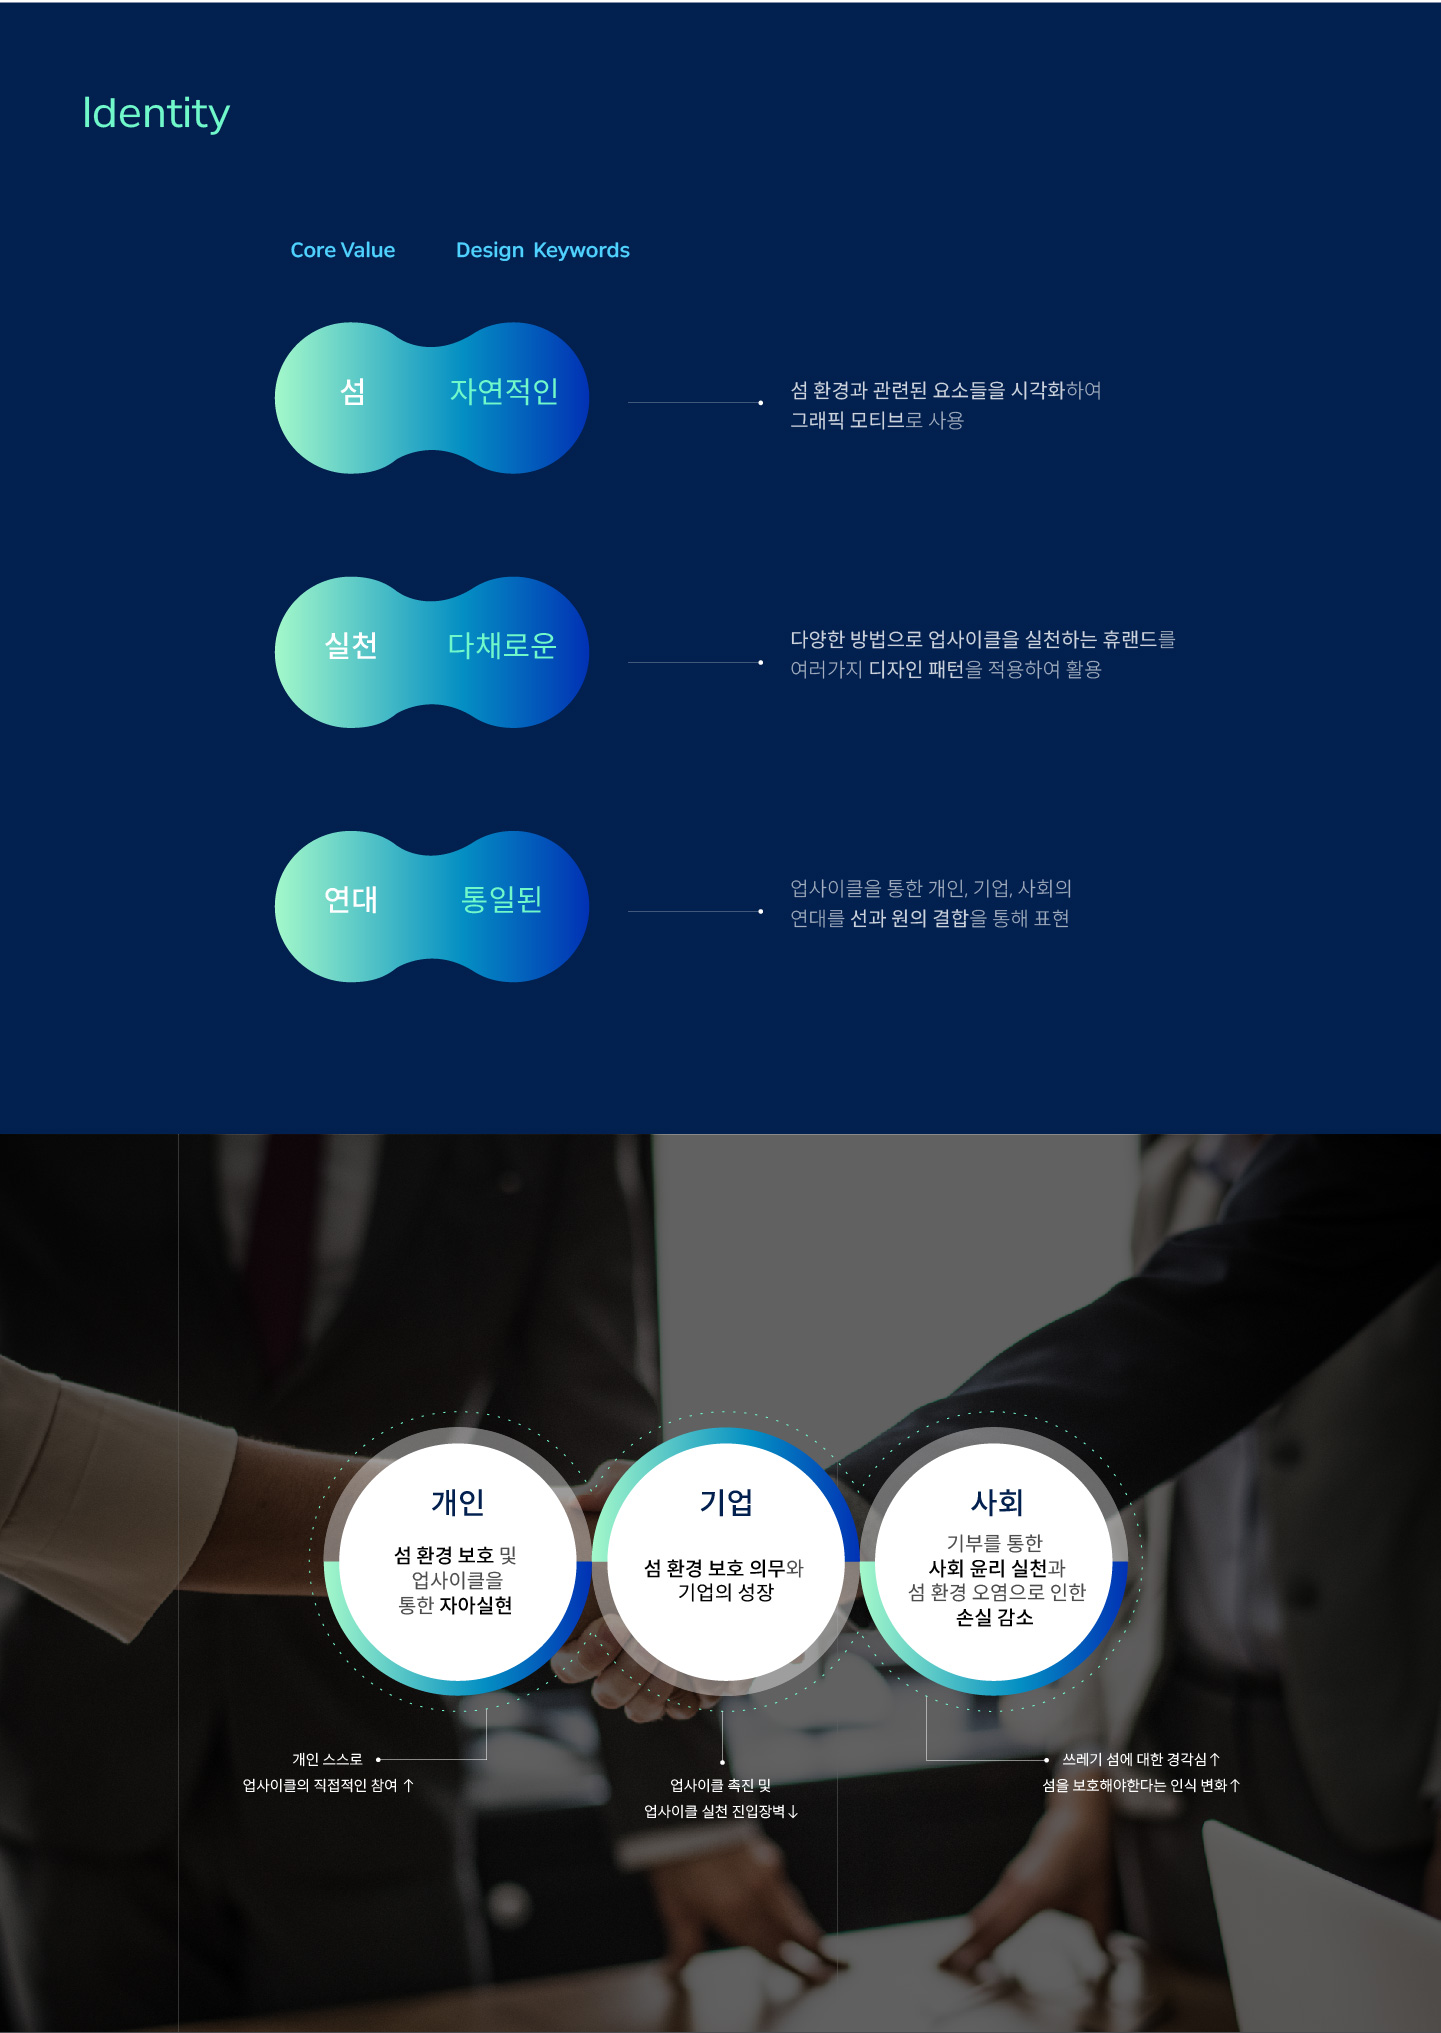 Identity
Core Value
Design Keywords
섬
자연적인
섬 환경과 관련된 요소들을 시각화하여
그래픽 모티브로 사용
실천
다채로운
다양한 방법으로 업사이클을 실천하는 휴랜드를
여러가지 디자인 패턴을 적용하여 활용
연대
통일된
업사이클을 통한 개인, 기업, 사회의
연대를 선과 원의 결합을 통해 표현
개인
섬 환경 보호 및
업사이클을
통한 자아실현
기업
섬 환경 보호 의무와
기업의 성장
사회
기부를 통한
사회 윤리 실천과
섬 환경 오염으로 인한
손실 감소
개인 스스로
업사이클의 직접적인 참여 ↑
업사이클 촉진 및
업사이클 실천 진입장벽↓
쓰레기 섬에 대한 경각심↑
섬을 보호해야한다는 인식 변화↑